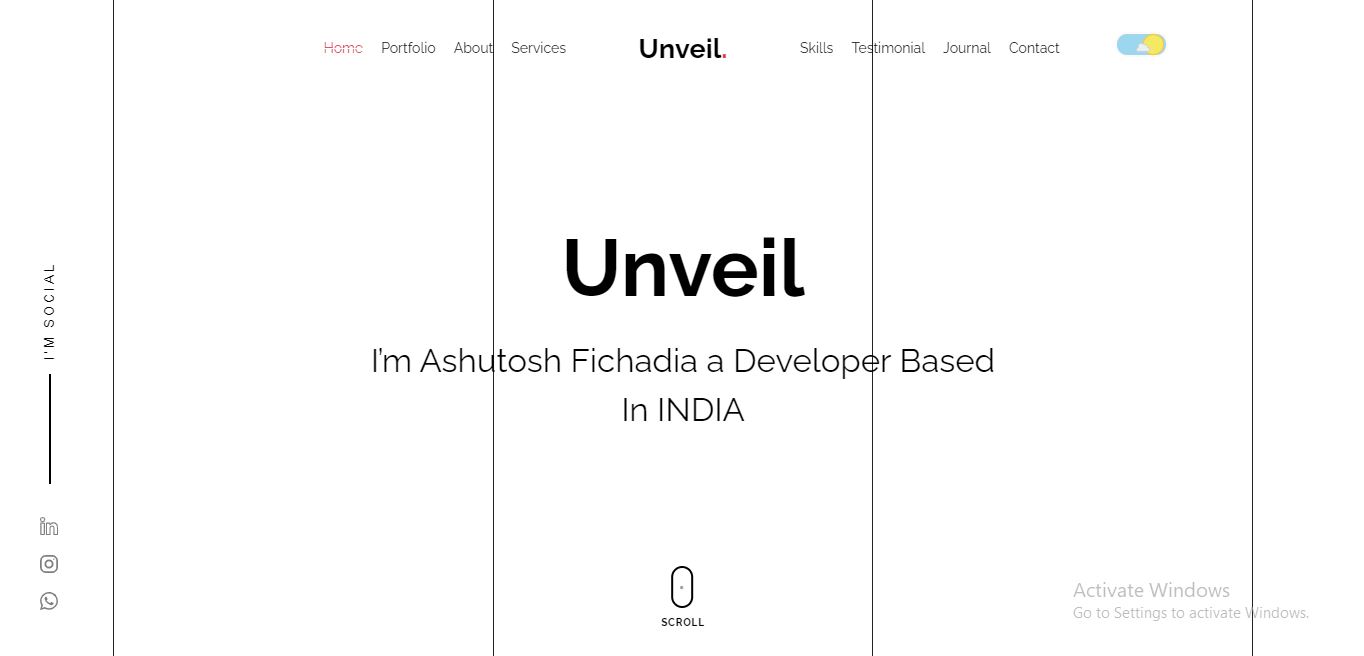 Home Portfolio About Services Unveil. Skills Testimonial Journal Contact
Unveil
I'M SOCIAL
I'm Ashutosh Fichadia a Developer Based
In INDIA
in
SCROLL
Activate Windows
Go to Settings to activate Windows.